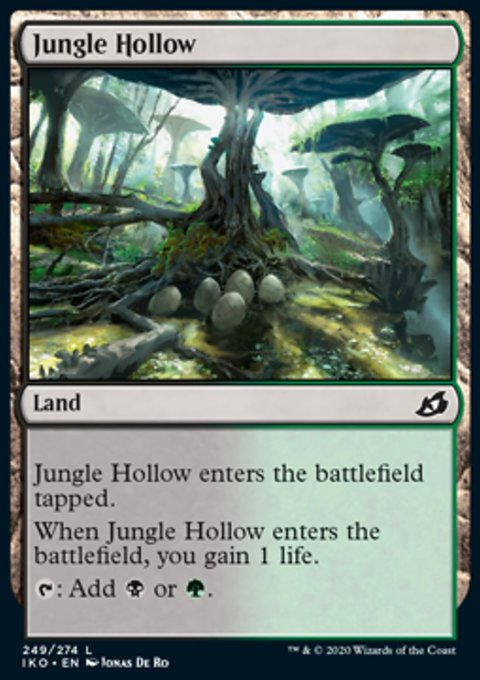 Jungle Hollow
Land
Jungle Hollow enters the battlefield
tapped.
When Jungle Hollow enters the
battlefield, you gain 1 life.
: Add or .
249/274 L
™ & © 2020 Wizards of the Coast
IKO • EN Jonas De Ro